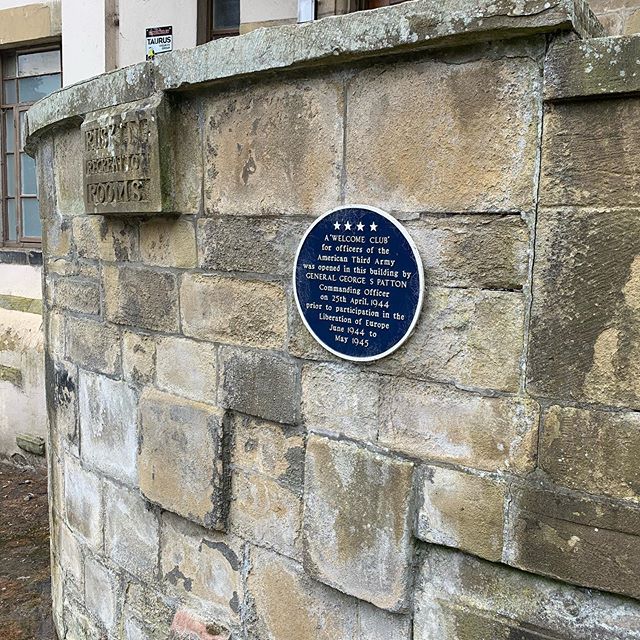 TAURUS
RUSKIN
RECREATION
ROOMS
A 'WELCOME CLUB'
for officers of the
American Third Army
was opened in this building by
GENERAL GEORGE S PATTON
Commanding Officer
on 25th April, 1944
prior to participation in the
Liberation of Europe
June 1944 to
May 1945